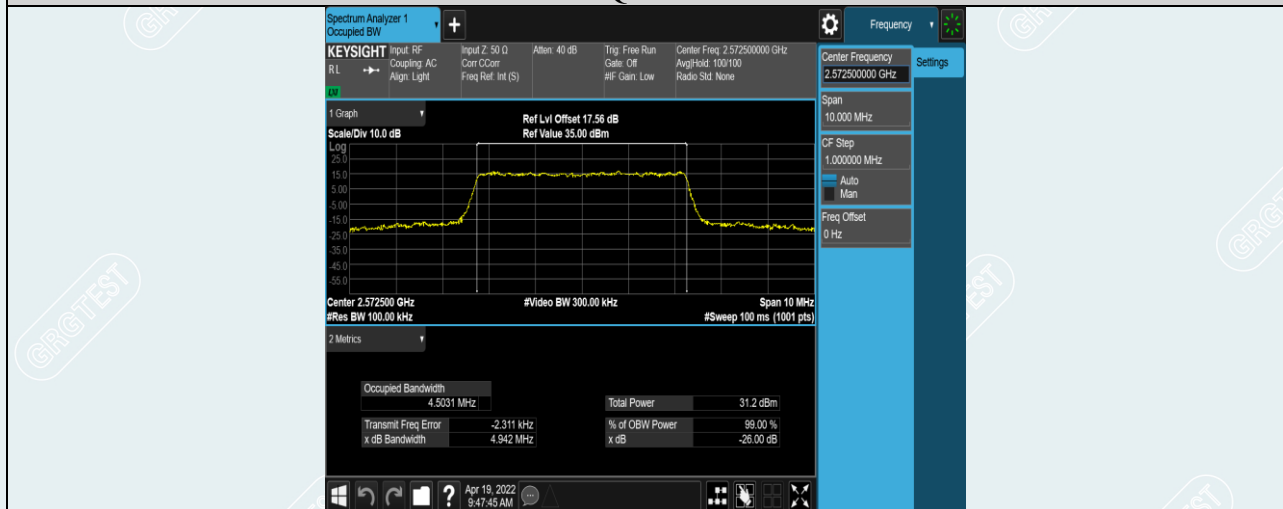 Spectrum Analyzer 1
Occupied BW
+
Frequency
KEYSIGHT
RL
LXI
Input: RF
Coupling: AC
Align: Light
Input Z: 50 Ω
Corr CCorr
Freq Ref: Int (S)
Atten: 40 dB
Trig: Free Run
Gate: Off
#IF Gain: Low
Center Freq: 2.572500000 GHz
Avg|Hold: 100/100
Radio Std: None
Center Frequency
2.572500000 GHz
Settings
Span
10.000 MHz
CF Step
1.000000 MHz
Auto
Man
Freq Offset
0 Hz
1 Graph
Ref Lvl Offset 17.56 dB
Scale/Div 10.0 dB
Ref Value 35.00 dBm
Log
25.0
15.0
5.00
-5.00
-15.0
-25.0
-35.0
-45.0
-55.0
Center 2.572500 GHz
#Video BW 300.00 kHz
Span 10 MHz
#Res BW 100.00 kHz
#Sweep 100 ms (1001 pts)
2 Metrics
Occupied Bandwidth
4.5031 MHz
Total Power 31.2 dBm
Transmit Freq Error -2.311 kHz
% of OBW Power 99.00 %
x dB Bandwidth 4.942 MHz
x dB -26.00 dB
?
Apr 19, 2022
9:47:45 AM
GRGTEST
GRGTEST